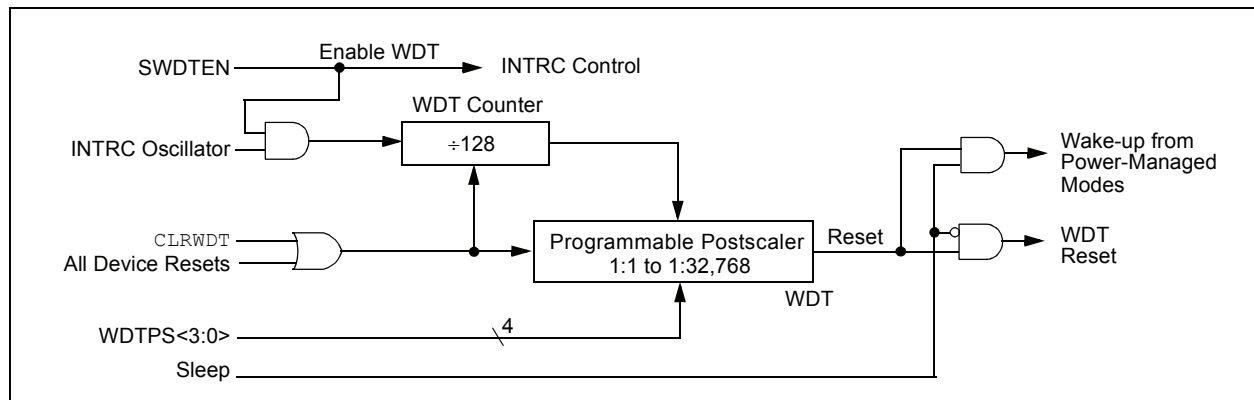 Enable WDT
SWDTEN
INTRC Control
WDT Counter
INTRC Oscillator
÷128
Wake-up from
Power-Managed
Modes
CLRWDT
All Device Resets
Programmable Postscaler
1:1 to 1:32,768
Reset
WDT
Reset
WDT
WDTPS<3:0>
4
Sleep